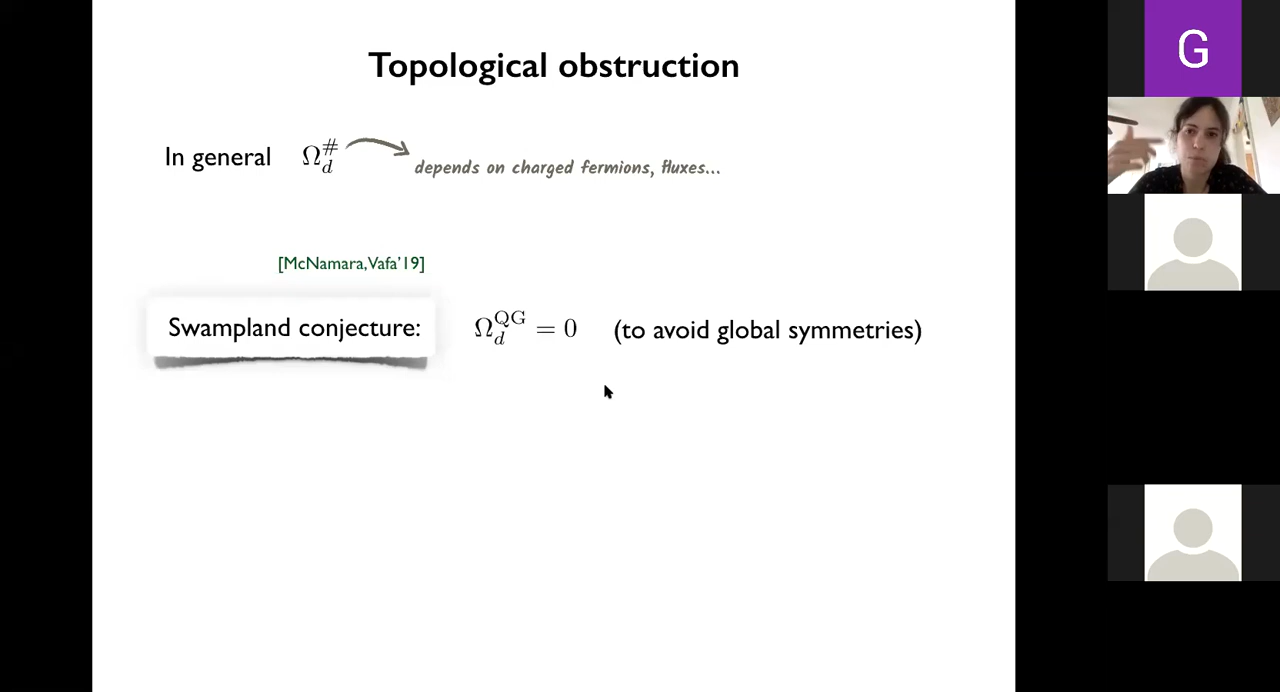 Topological obstruction
In general Ω_d^# depends on charged fermions, fluxes...
[McNamara,Vafa'19]
Swampland conjecture: Ω_d^QG = 0 (to avoid global symmetries)
G